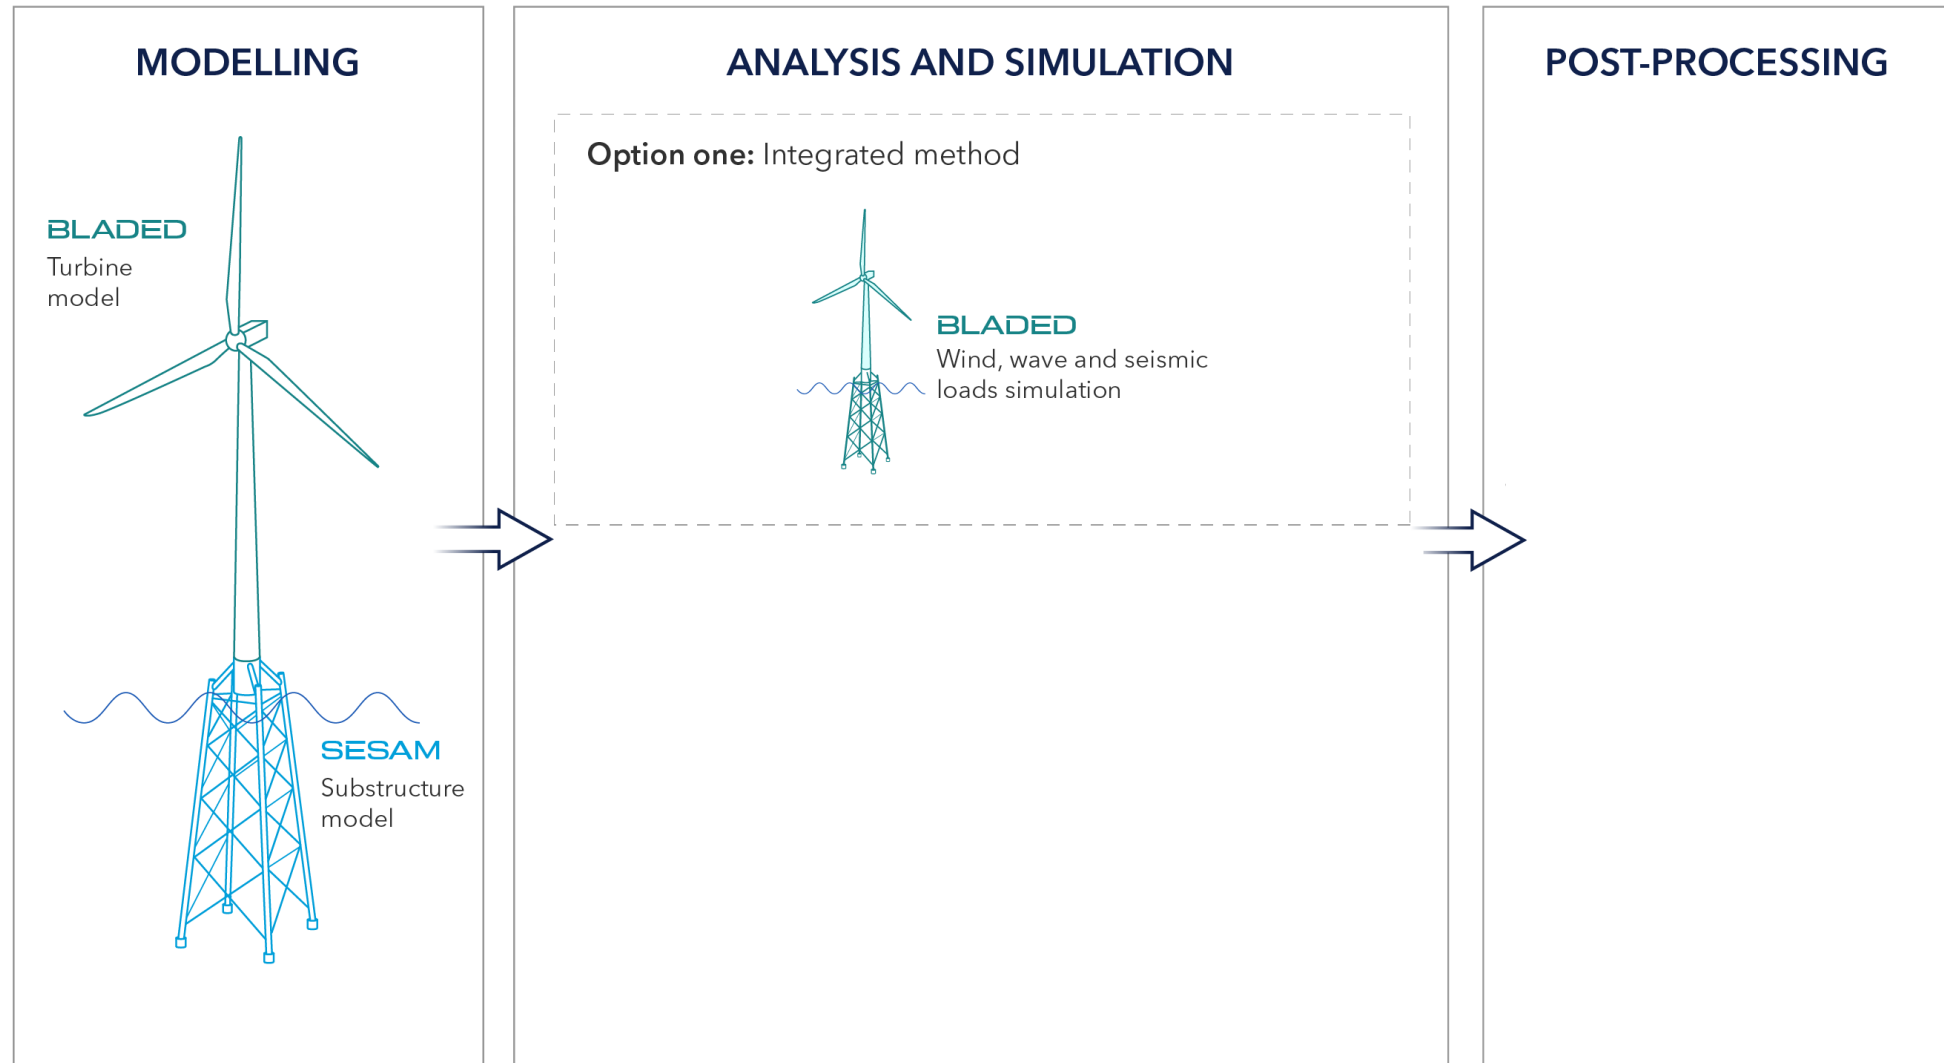 MODELLING
BLADED
Turbine
model
SESAM
Substructure
model
ANALYSIS AND SIMULATION
Option one: Integrated method
BLADED
Wind, wave and seismic
loads simulation
POST-PROCESSING